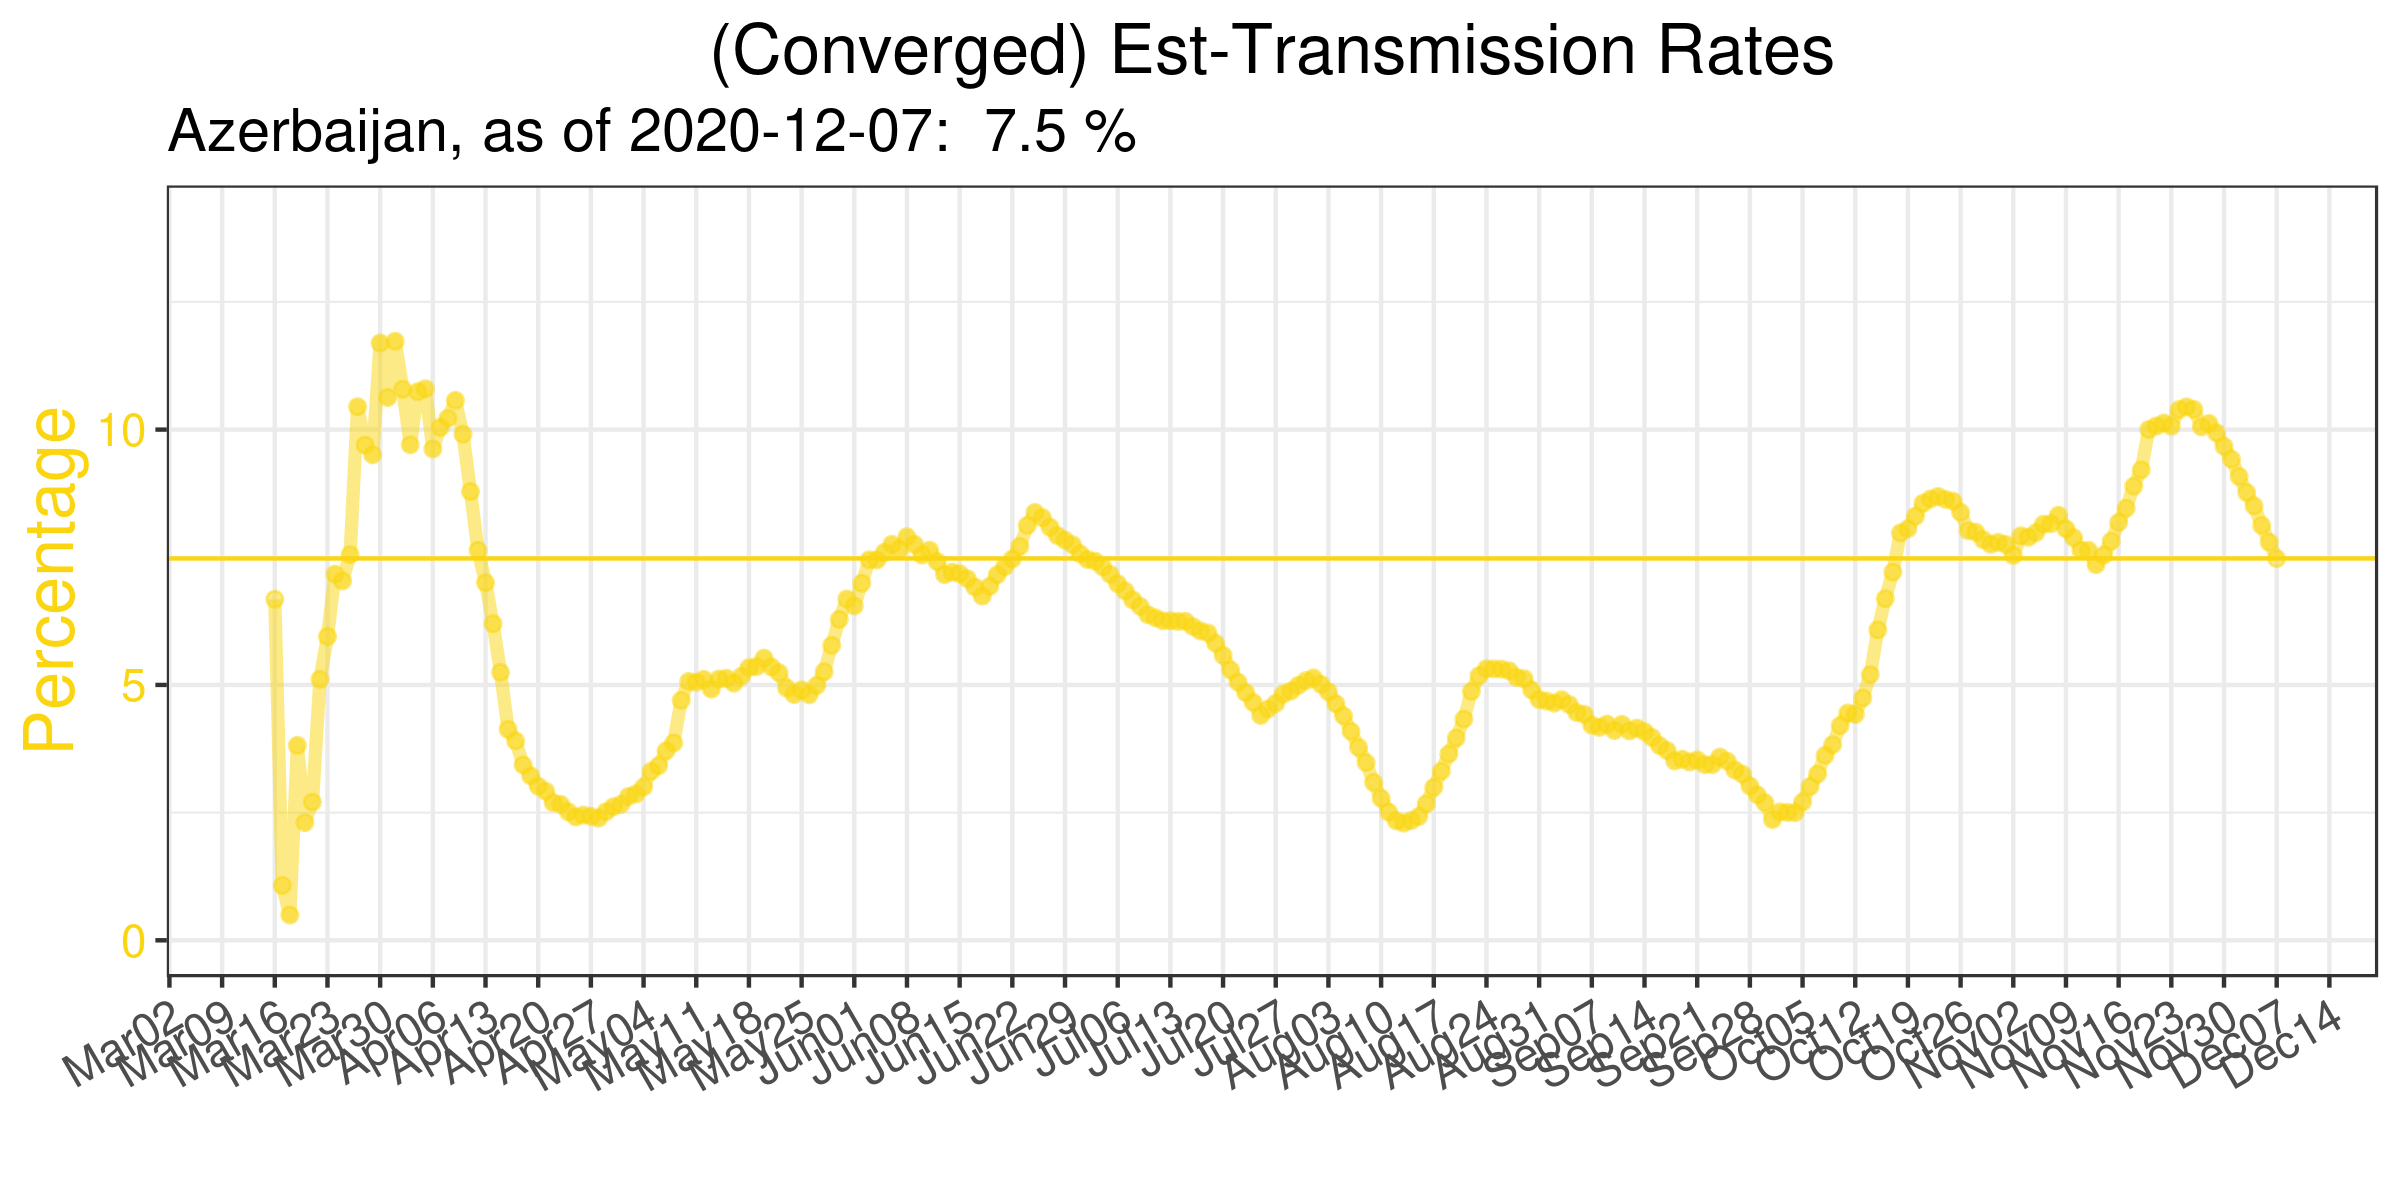 (Converged) Est-Transmission Rates
Azerbaijan, as of 2020-12-07:  7.5 %
Percentage
10
5
0
Mar02
Mar09
Mar16
Mar23
Mar30
Apr06
Apr13
Apr20
Apr27
May04
May11
May18
May25
Jun01
Jun08
Jun15
Jun22
Jun29
Jul06
Jul13
Jul20
Jul27
Aug03
Aug10
Aug17
Aug24
Aug31
Sep07
Sep14
Sep21
Sep28
Oct05
Oct12
Oct19
Oct26
Nov02
Nov09
Nov16
Nov23
Nov30
Dec07
Dec14